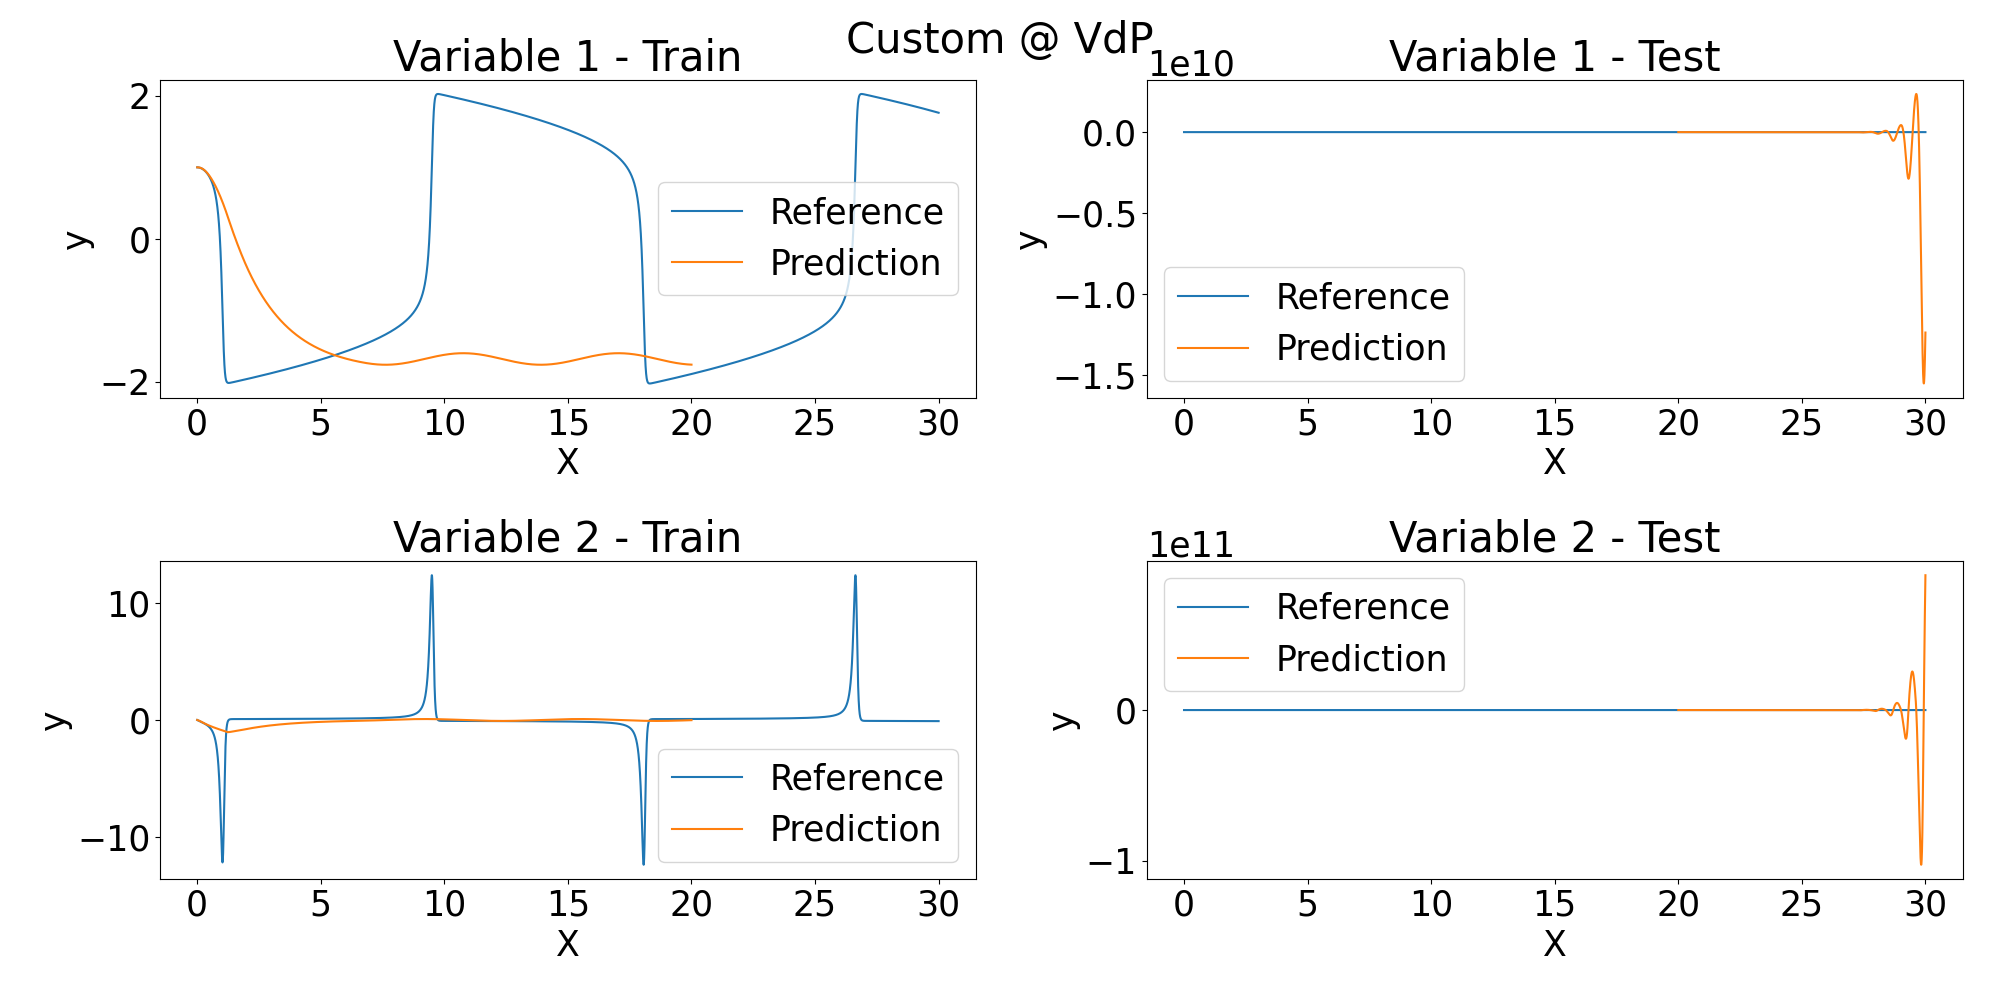 Custom @ VdP
Variable 1 - Train
2
0
−2
y
0 5 10 15 20 25 30
X
Reference
Prediction
Variable 1 - Test
1e10
0.0
−0.5
−1.0
−1.5
y
0 5 10 15 20 25 30
X
Reference
Prediction
Variable 2 - Train
10
0
−10
y
0 5 10 15 20 25 30
X
Reference
Prediction
Variable 2 - Test
1e11
0
−1
y
0 5 10 15 20 25 30
X
Reference
Prediction